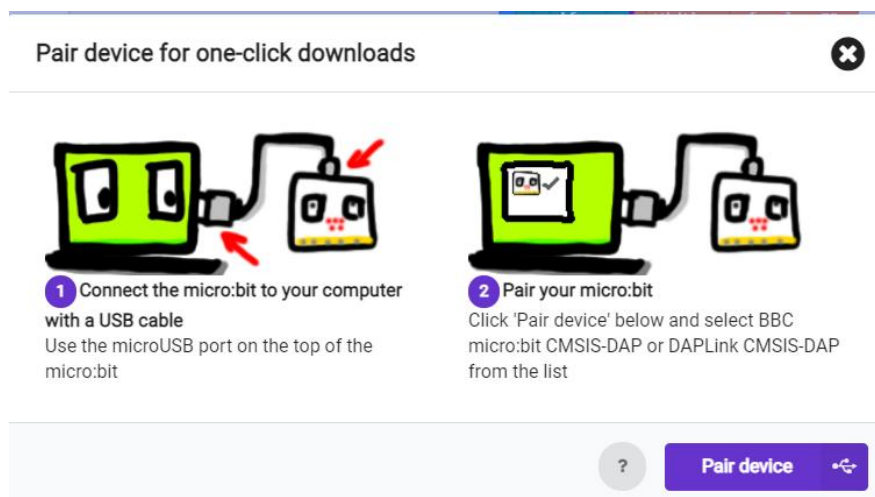 Pair device for one-click downloads
1 Connect the micro:bit to your computer
with a USB cable
Use the microUSB port on the top of the
micro:bit
2 Pair your micro:bit
Click 'Pair device' below and select BBC
micro:bit CMSIS-DAP or DAPLink CMSIS-DAP
from the list
?
Pair device